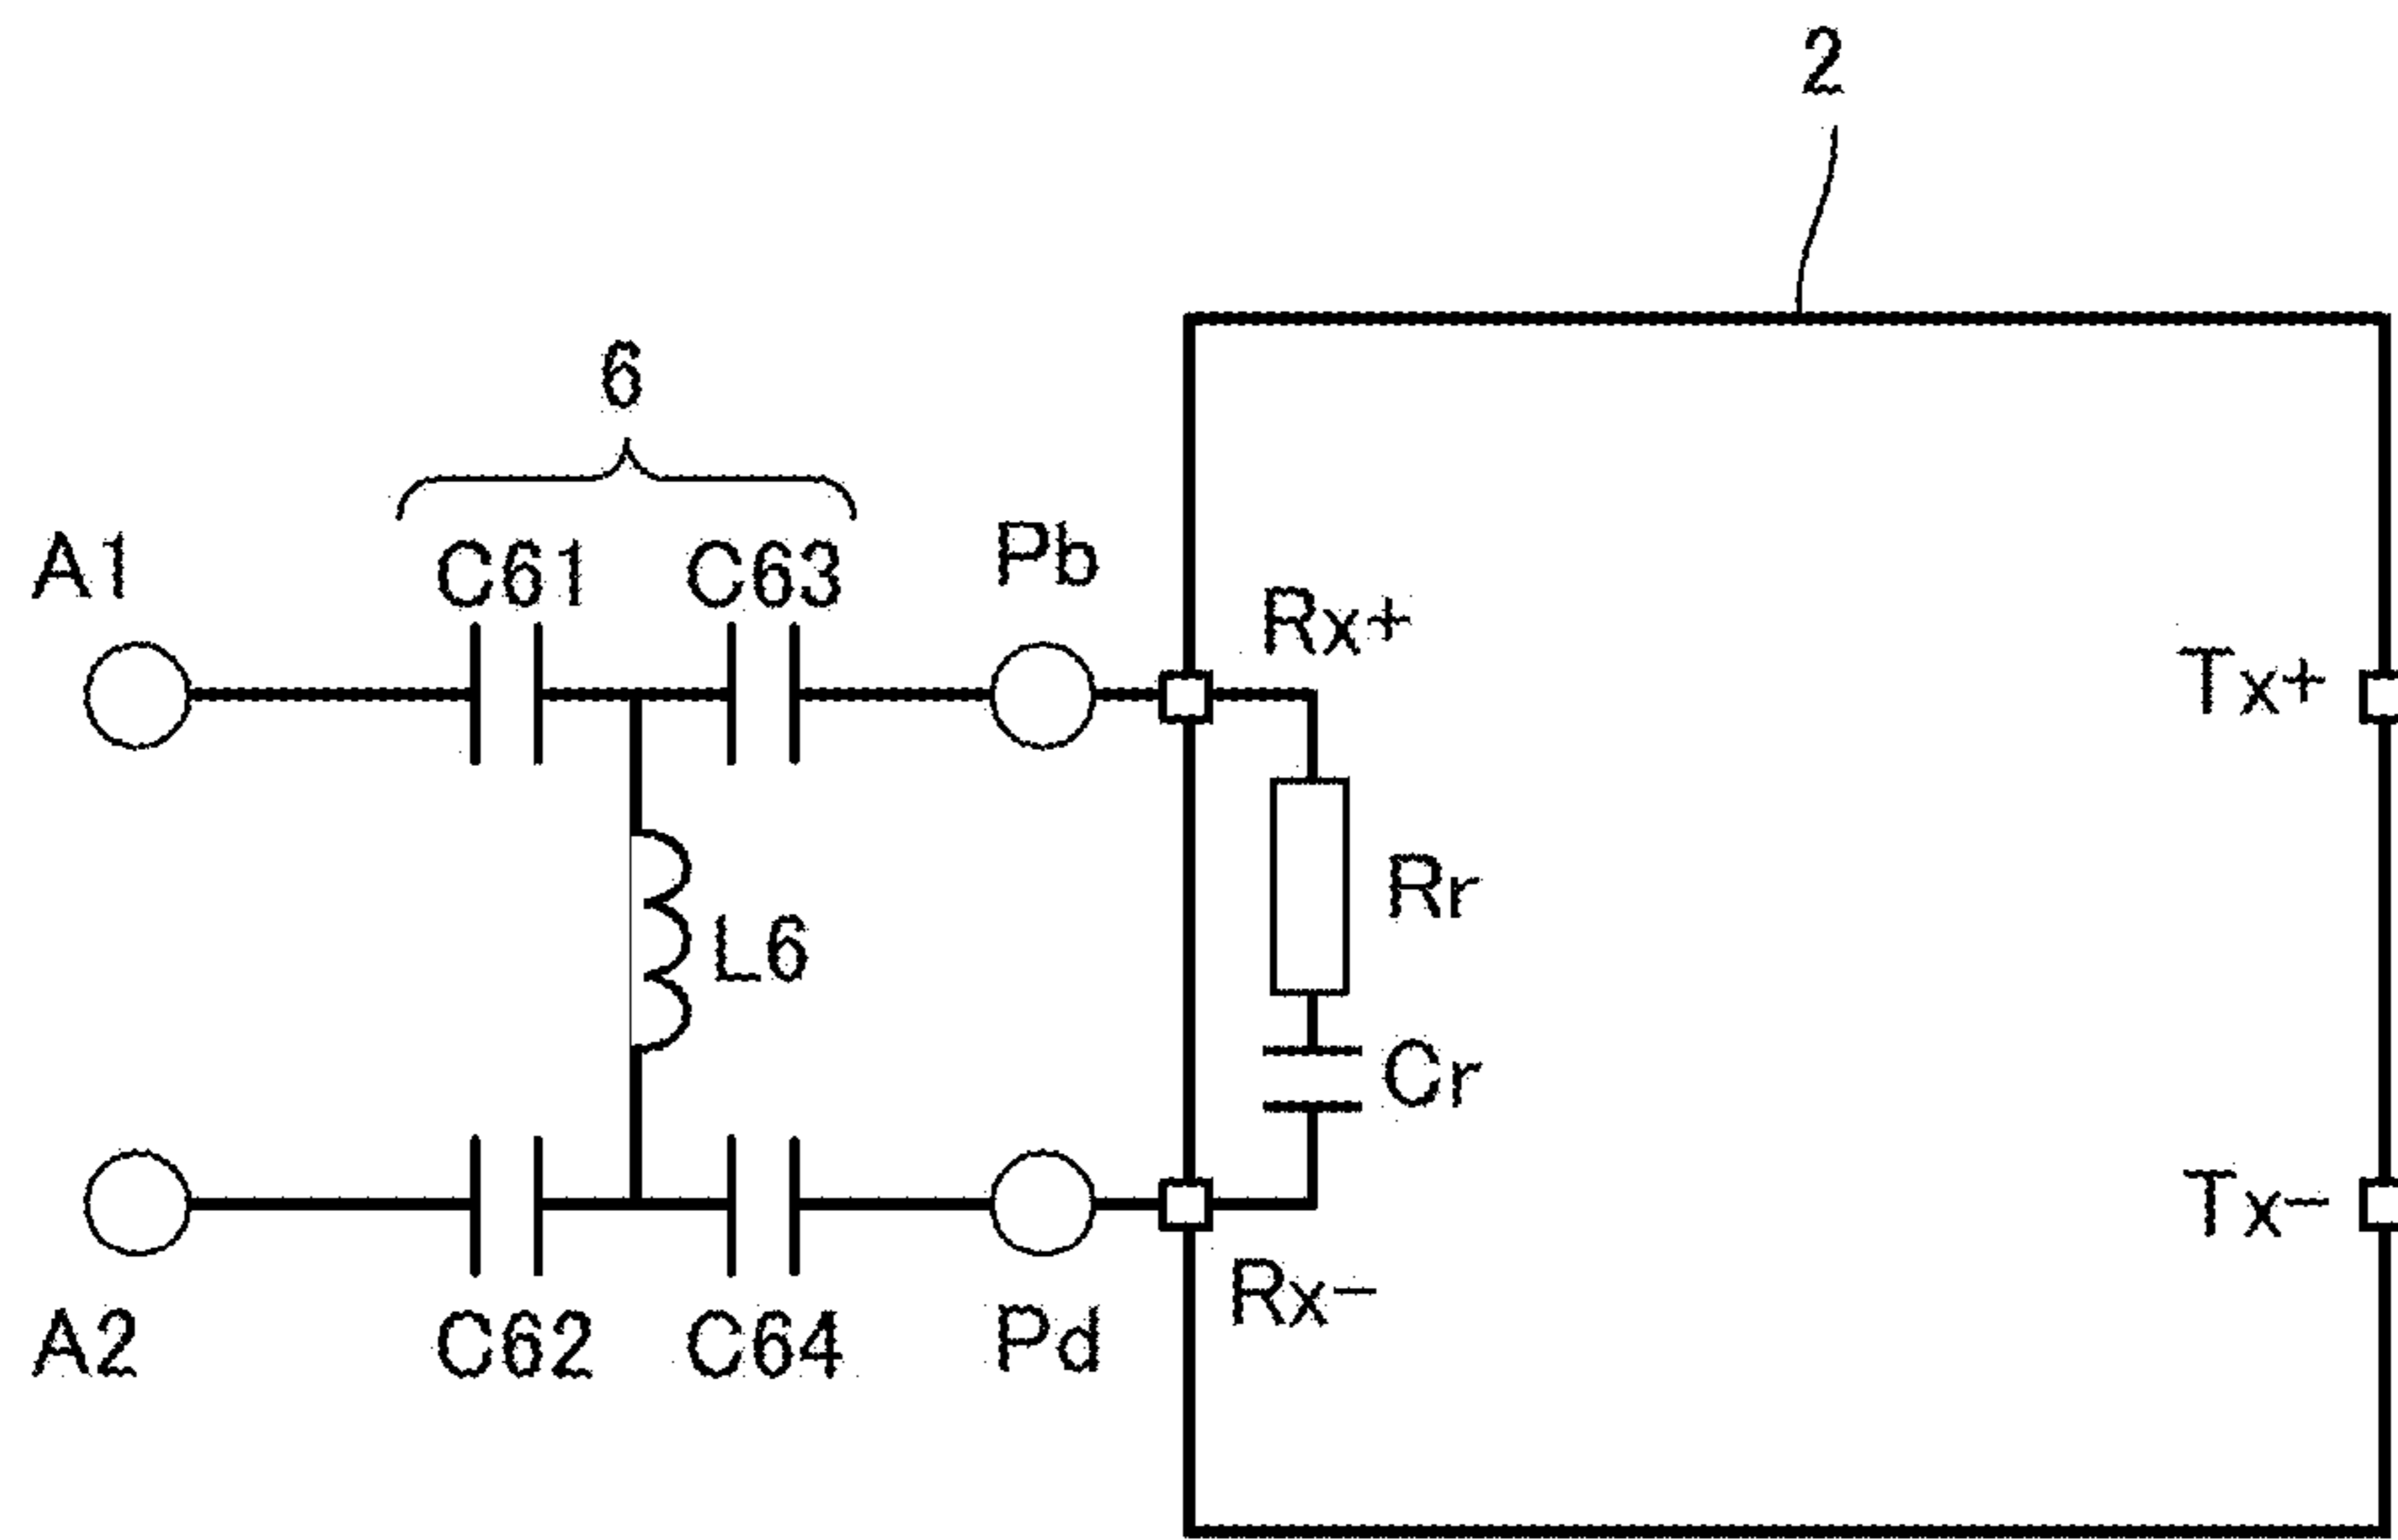 2
6
A1 C61 C63 Pb
Rx+
Tx+
Rr
L6
Cr
Tx−
Rx−
A2 C62 C64 Pd